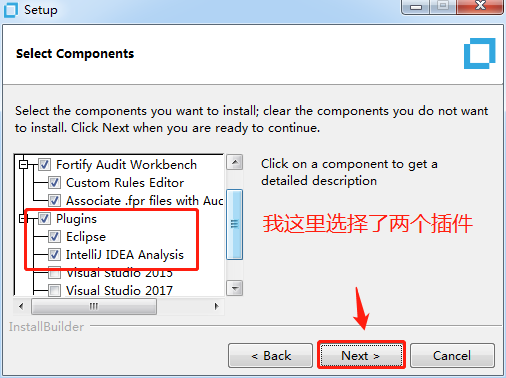 Setup
Select Components
Select the components you want to install; clear the components you do not want
to install. Click Next when you are ready to continue.
Fortify Audit Workbench
Custom Rules Editor
Associate .fpr files with Auc
Plugins
Eclipse
IntelliJ IDEA Analysis
Visual Studio 2015
Visual Studio 2017
Click on a component to get a
detailed description
我这里选择了两个插件
InstallBuilder
< Back
Next >
Cancel